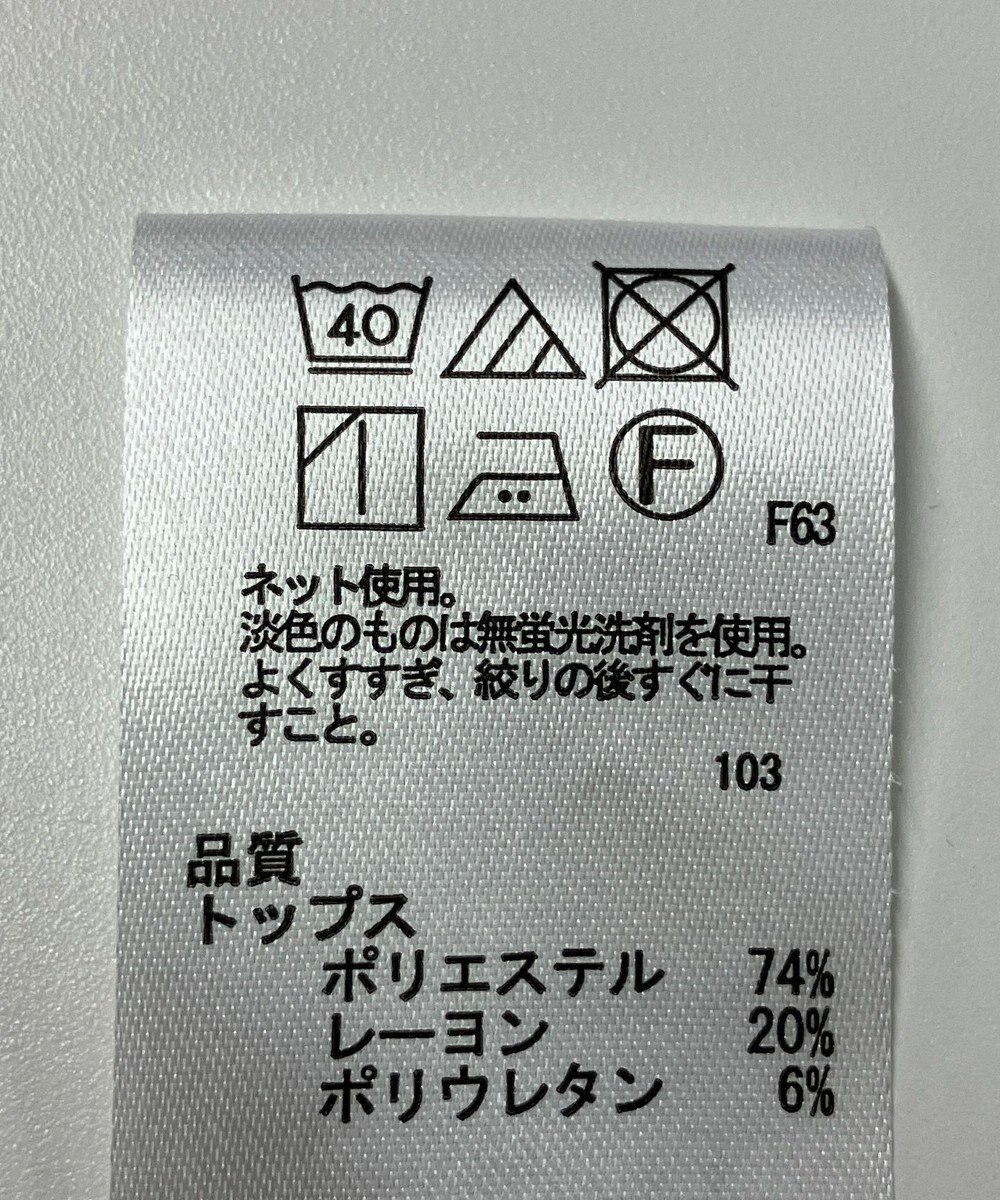 40
F
F63
ネット使用。
淡色のものは無蛍光洗剤を使用。
よくすすぎ、絞りの後すぐに干
すこと。
103
品質
トップス
ポリエステル 74%
レーヨン 20%
ポリウレタン 6%